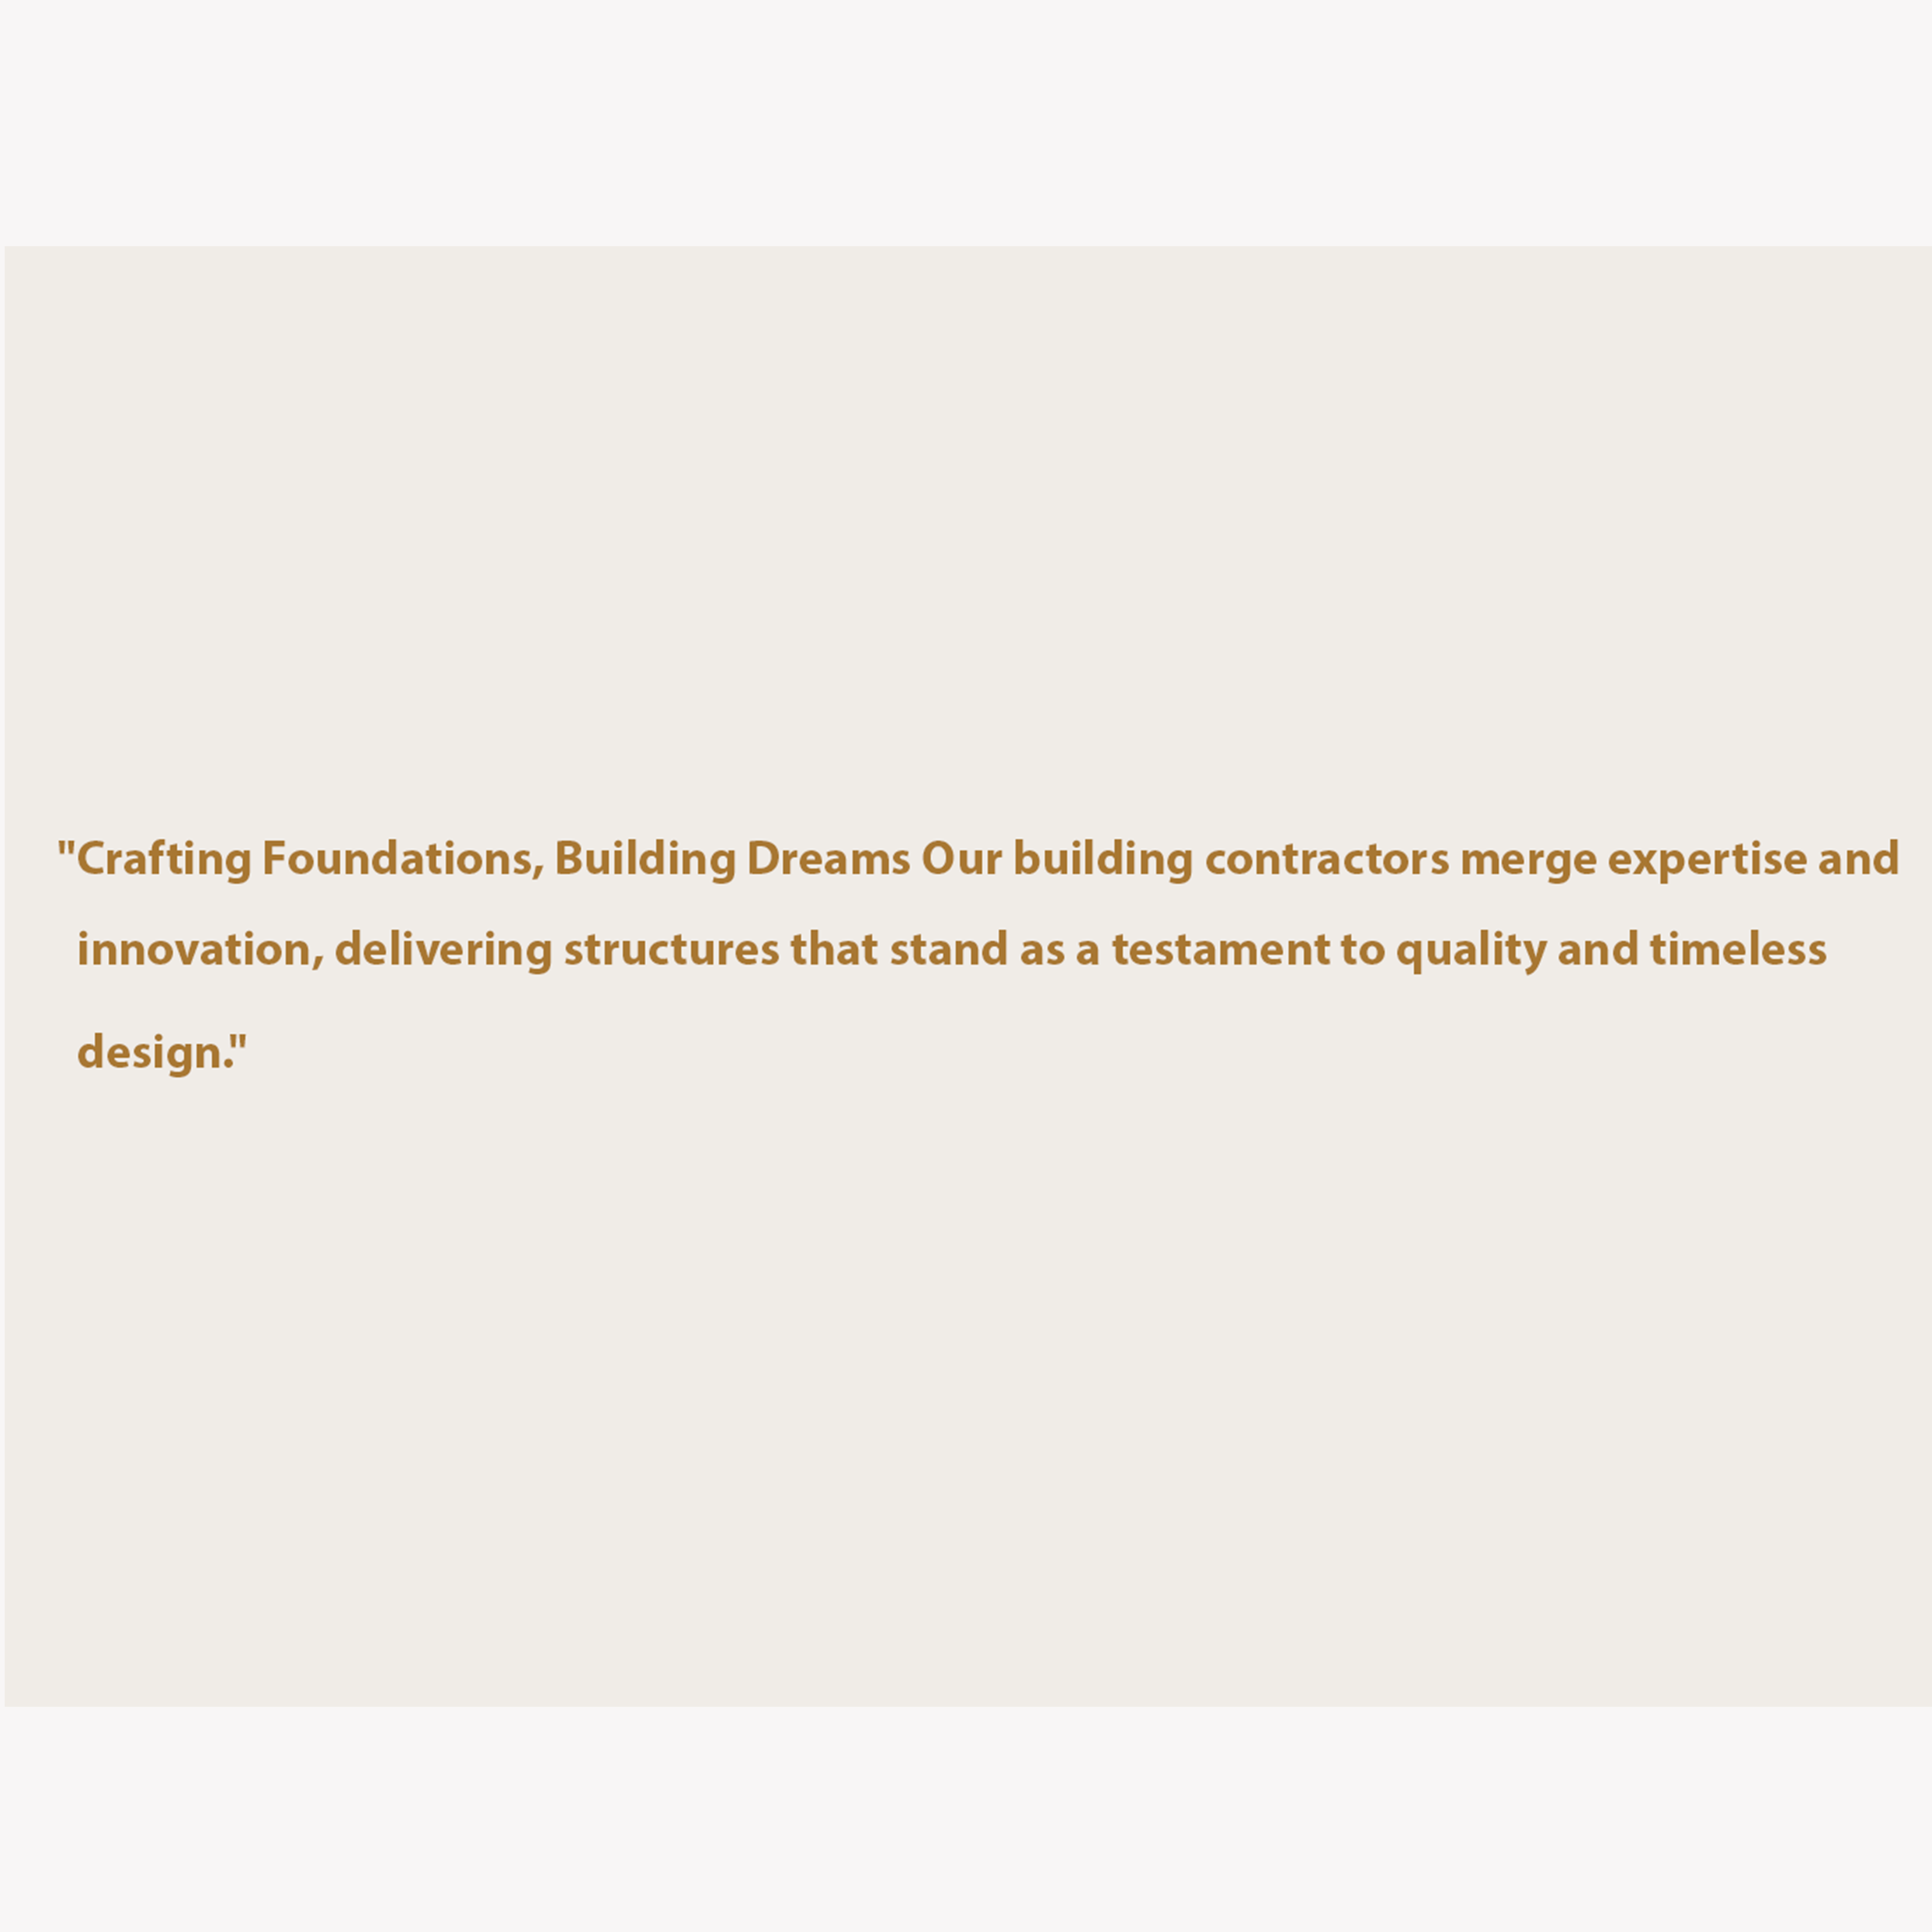 "Crafting Foundations, Building Dreams Our building contractors merge expertise and
innovation, delivering structures that stand as a testament to quality and timeless
design."